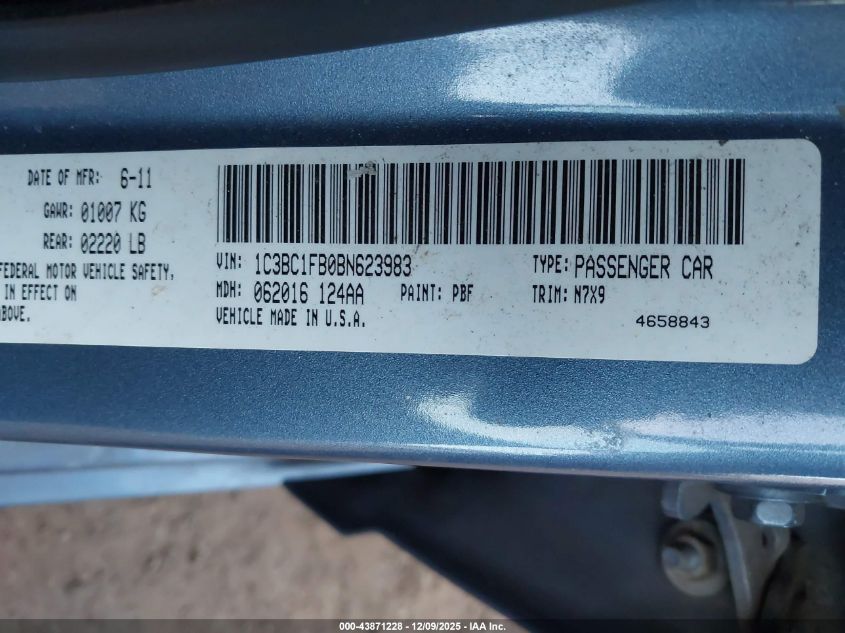 DATE OF MFR: 6-11
GAWR: 01007 KG
REAR: 02220 LB
FEDERAL MOTOR VEHICLE SAFETY,
IN EFFECT ON
ABOVE.
VIN: 1C3BC1FB0BN623983
TYPE: PASSENGER CAR
MDH: 062016 124AA
PAINT: PBF
TRIM: N7X9
VEHICLE MADE IN U.S.A.
4658843
000-43871228 - 12/09/2025 - IAA Inc.